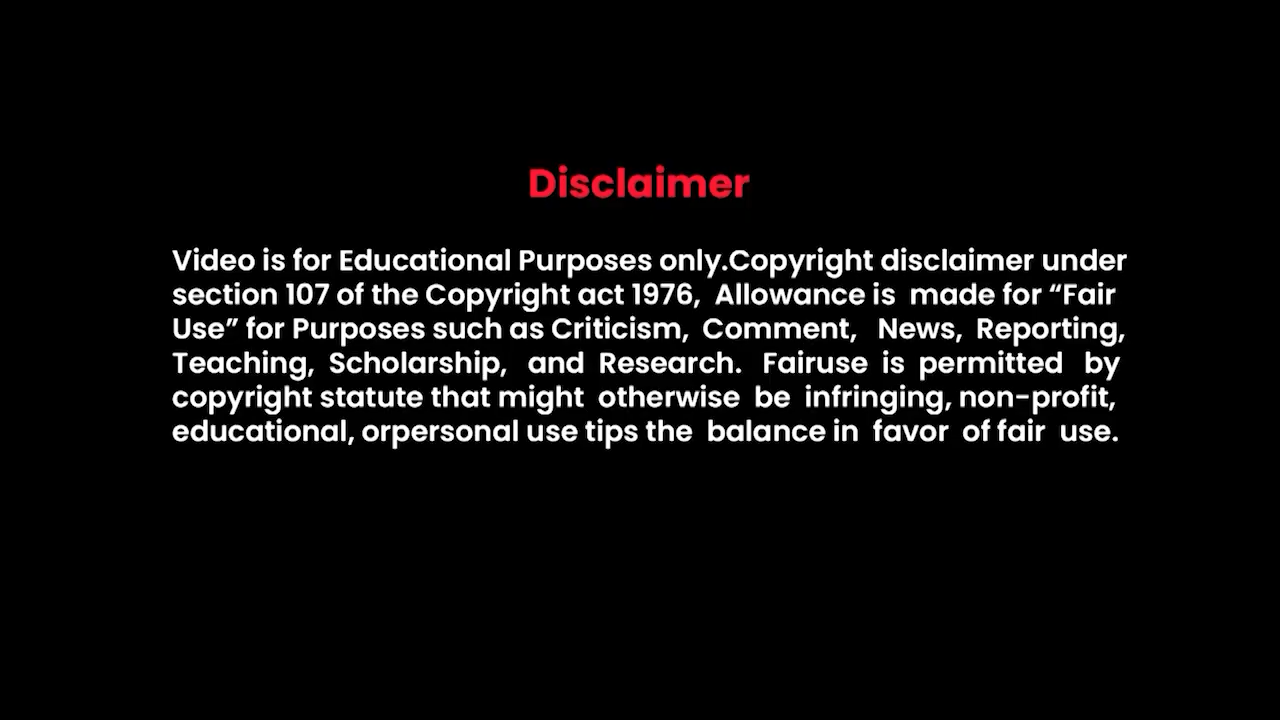 Disclaimer
Video is for Educational Purposes only.Copyright disclaimer under
section 107 of the Copyright act 1976, Allowance is made for “Fair
Use” for Purposes such as Criticism, Comment, News, Reporting,
Teaching, Scholarship, and Research. Fairuse is permitted by
copyright statute that might otherwise be infringing, non-profit,
educational, orpersonal use tips the balance in favor of fair use.